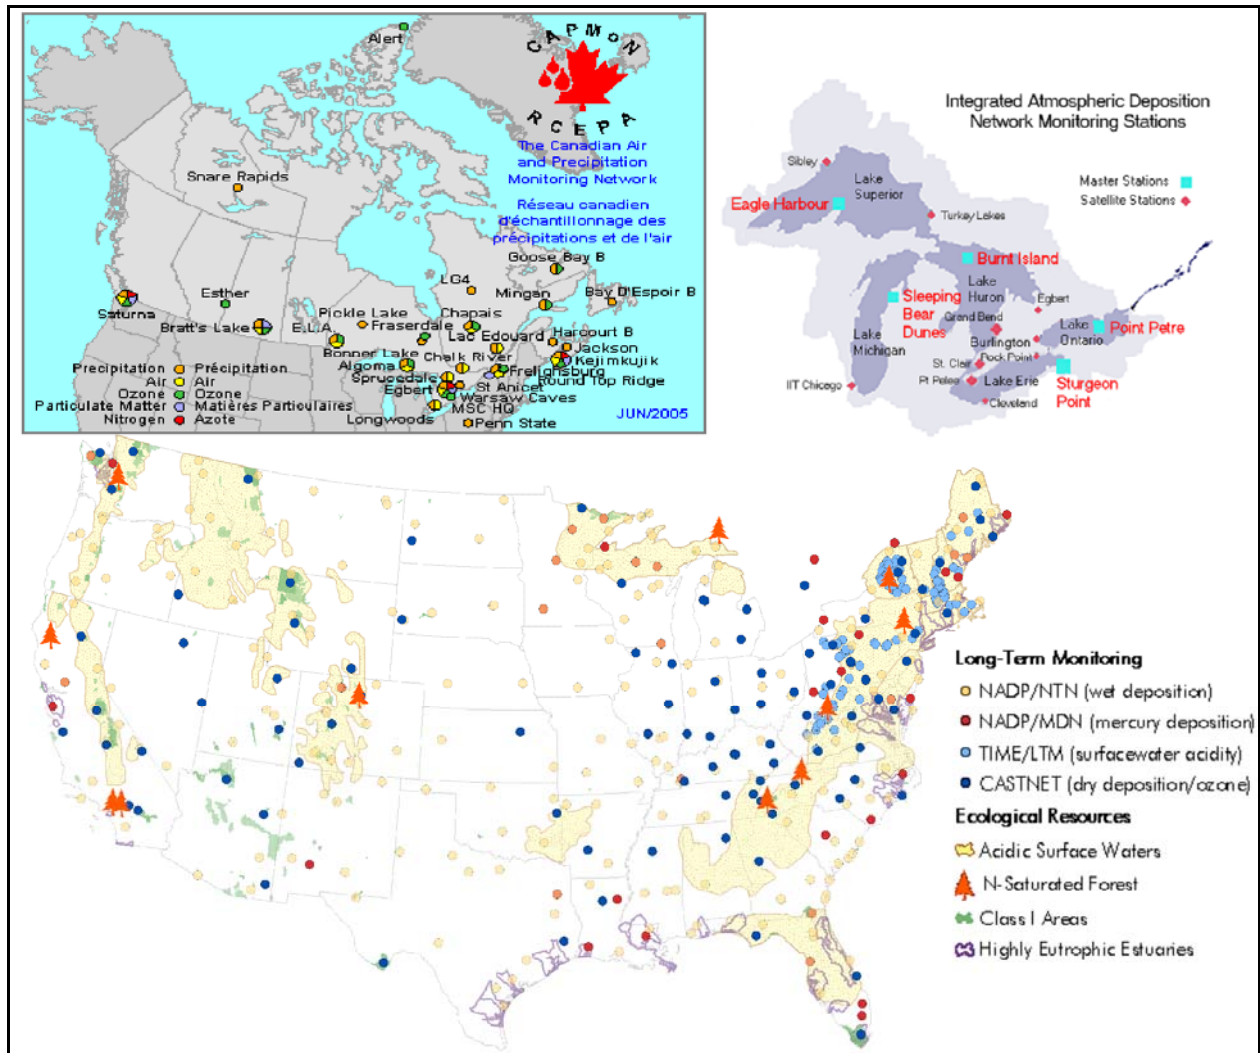 Alert
CAPMoN
RCEPA
The Canadian Air
and Precipitation
Monitoring Network
Réseau canadien
d'échantillonnage des
précipitations et de l'air
Snare Rapids
Goose Bay B
LG4
Mingan
Bay D'Espoir B
Esther
Saturna
Pickle Lake
Chapais
Bratt's Lake
E.L.A.
Fraserdale
Lac Edouard
Harcourt B
Bonner Lake
Chalk River
Jackson
Kejimkujik
Algoma
Frelighsburg
Sprucedale
St Anicet
Round Top Ridge
Egbert
Warsaw Caves
MSC HQ
Longwoods
Penn State
Precipitation Précipitation
Air Air
Ozone Ozone
Particulate Matter Matières Particulaires
Nitrogen Azote
JUN/2005
Integrated Atmospheric Deposition
Network Monitoring Stations
Master Stations
Satellite Stations
Sibley
Lake
Superior
Eagle Harbour
Turkey Lakes
Burnt Island
Lake
Huron
Egbert
Sleeping
Bear
Dunes
Grand Bend
Lake
Ontario
Point Petre
Burlington
Lake
Michigan
Rock Point
St. Clair
Pt Pelee
Lake Erie
Sturgeon
Point
IIT Chicago
Cleveland
Long-Term Monitoring
NADP/NTN (wet deposition)
NADP/MDN (mercury deposition)
TIME/LTM (surfacewater acidity)
CASTNET (dry deposition/ozone)
Ecological Resources
Acidic Surface Waters
N-Saturated Forest
Class I Areas
Highly Eutrophic Estuaries